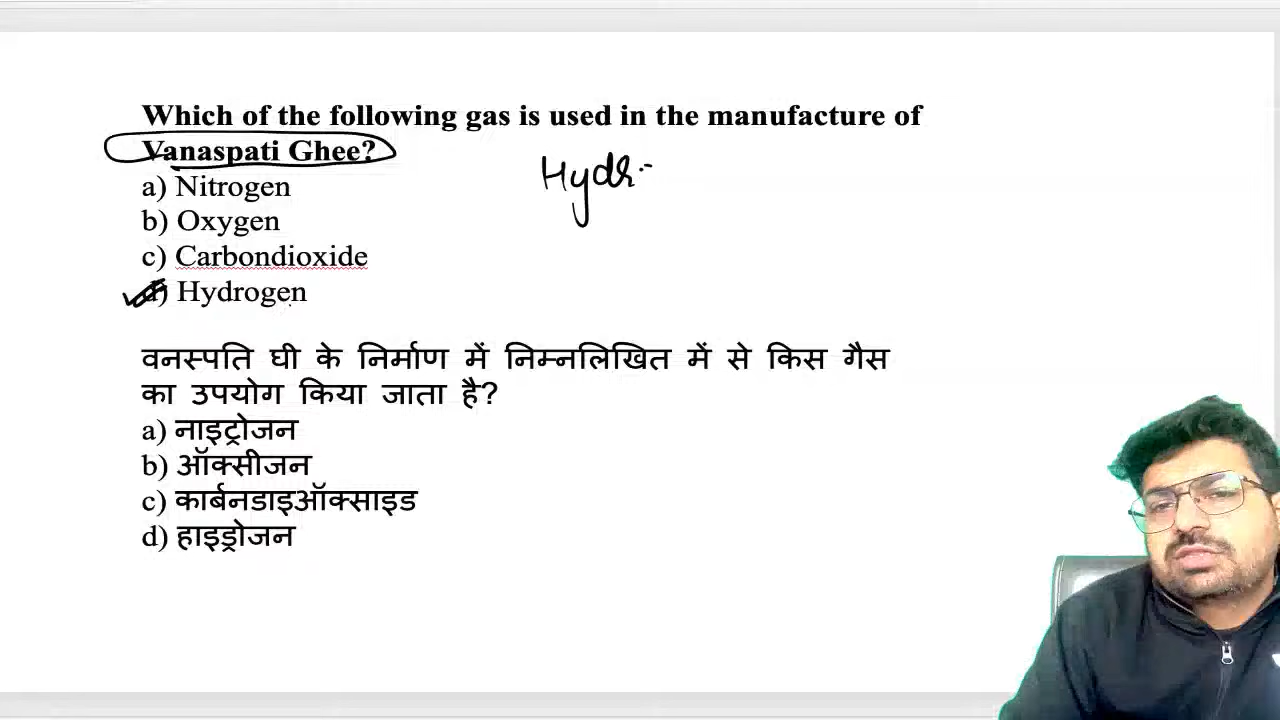 Which of the following gas is used in the manufacture of
Vanaspati Ghee?
Hydr
a) Nitrogen
b) Oxygen
c) Carbondioxide
d) Hydrogen
वनस्पति घी के निर्माण में निम्नलिखित में से किस गैस
का उपयोग किया जाता है?
a) नाइट्रोजन
b) ऑक्सीजन
c) कार्बनडाइऑक्साइड
d) हाइड्रोजन